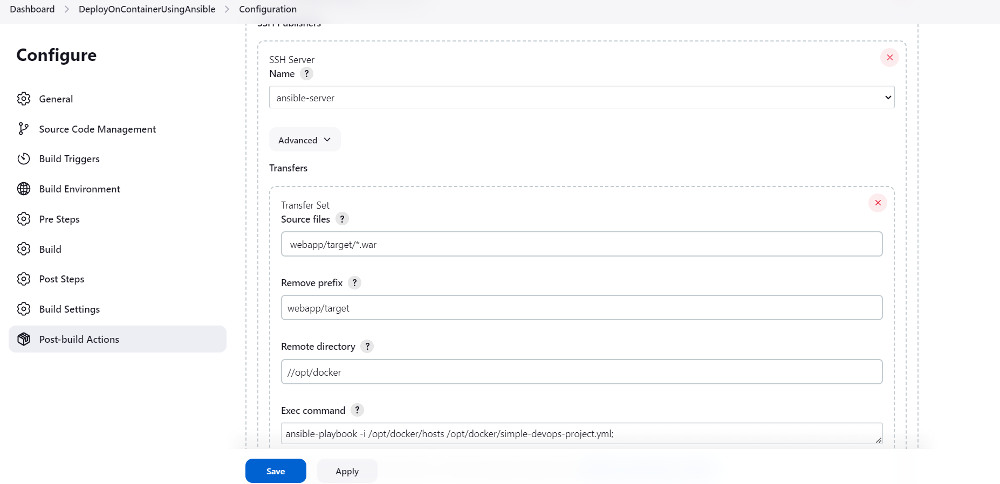 Dashboard > DeployOnContainerUsingAnsible > Configuration
SSH Publishers
Configure
General
Source Code Management
Build Triggers
Build Environment
Pre Steps
Build
Post Steps
Build Settings
Post-build Actions
SSH Server
Name ?
ansible-server
Advanced
Transfers
Transfer Set
Source files ?
webapp/target/*.war
Remove prefix ?
webapp/target
Remote directory ?
//opt/docker
Exec command ?
ansible-playbook -i /opt/docker/hosts /opt/docker/simple-devops-project.yml;
Save
Apply